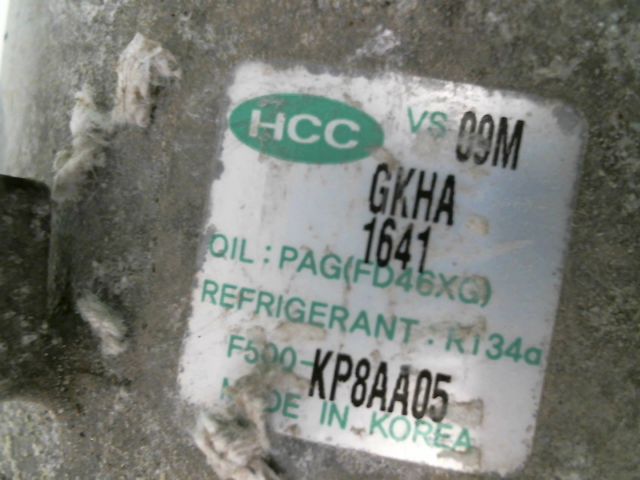 HCC VS 09M
GKHA
1641
OIL : PAG(FD46XG)
REFRIGERANT : R134a
F500-KP8AA05
MADE IN KOREA